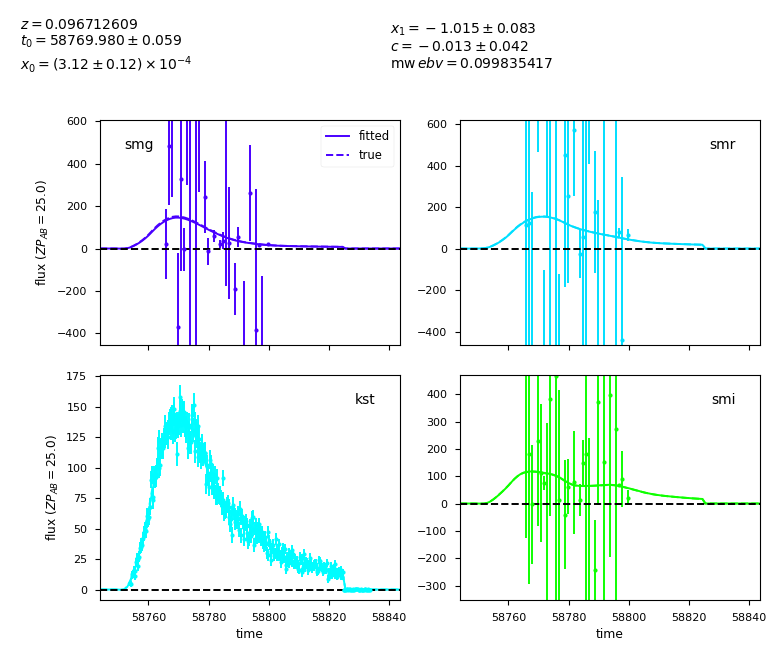 z = 0.096712609
t₀ = 58769.980 ± 0.059
x₀ = (3.12 ± 0.12) × 10⁻⁴
x₁ = −1.015 ± 0.083
c = −0.013 ± 0.042
mw ebv = 0.099835417
600
400
200
0
−200
−400
flux (ZP_AB = 25.0)
smg
fitted
true
600
400
200
0
−200
−400
smr
175
150
125
100
75
50
25
0
flux (ZP_AB = 25.0)
kst
58760
58780
58800
58820
58840
time
400
300
200
100
0
−100
−200
−300
smi
58760
58780
58800
58820
58840
time